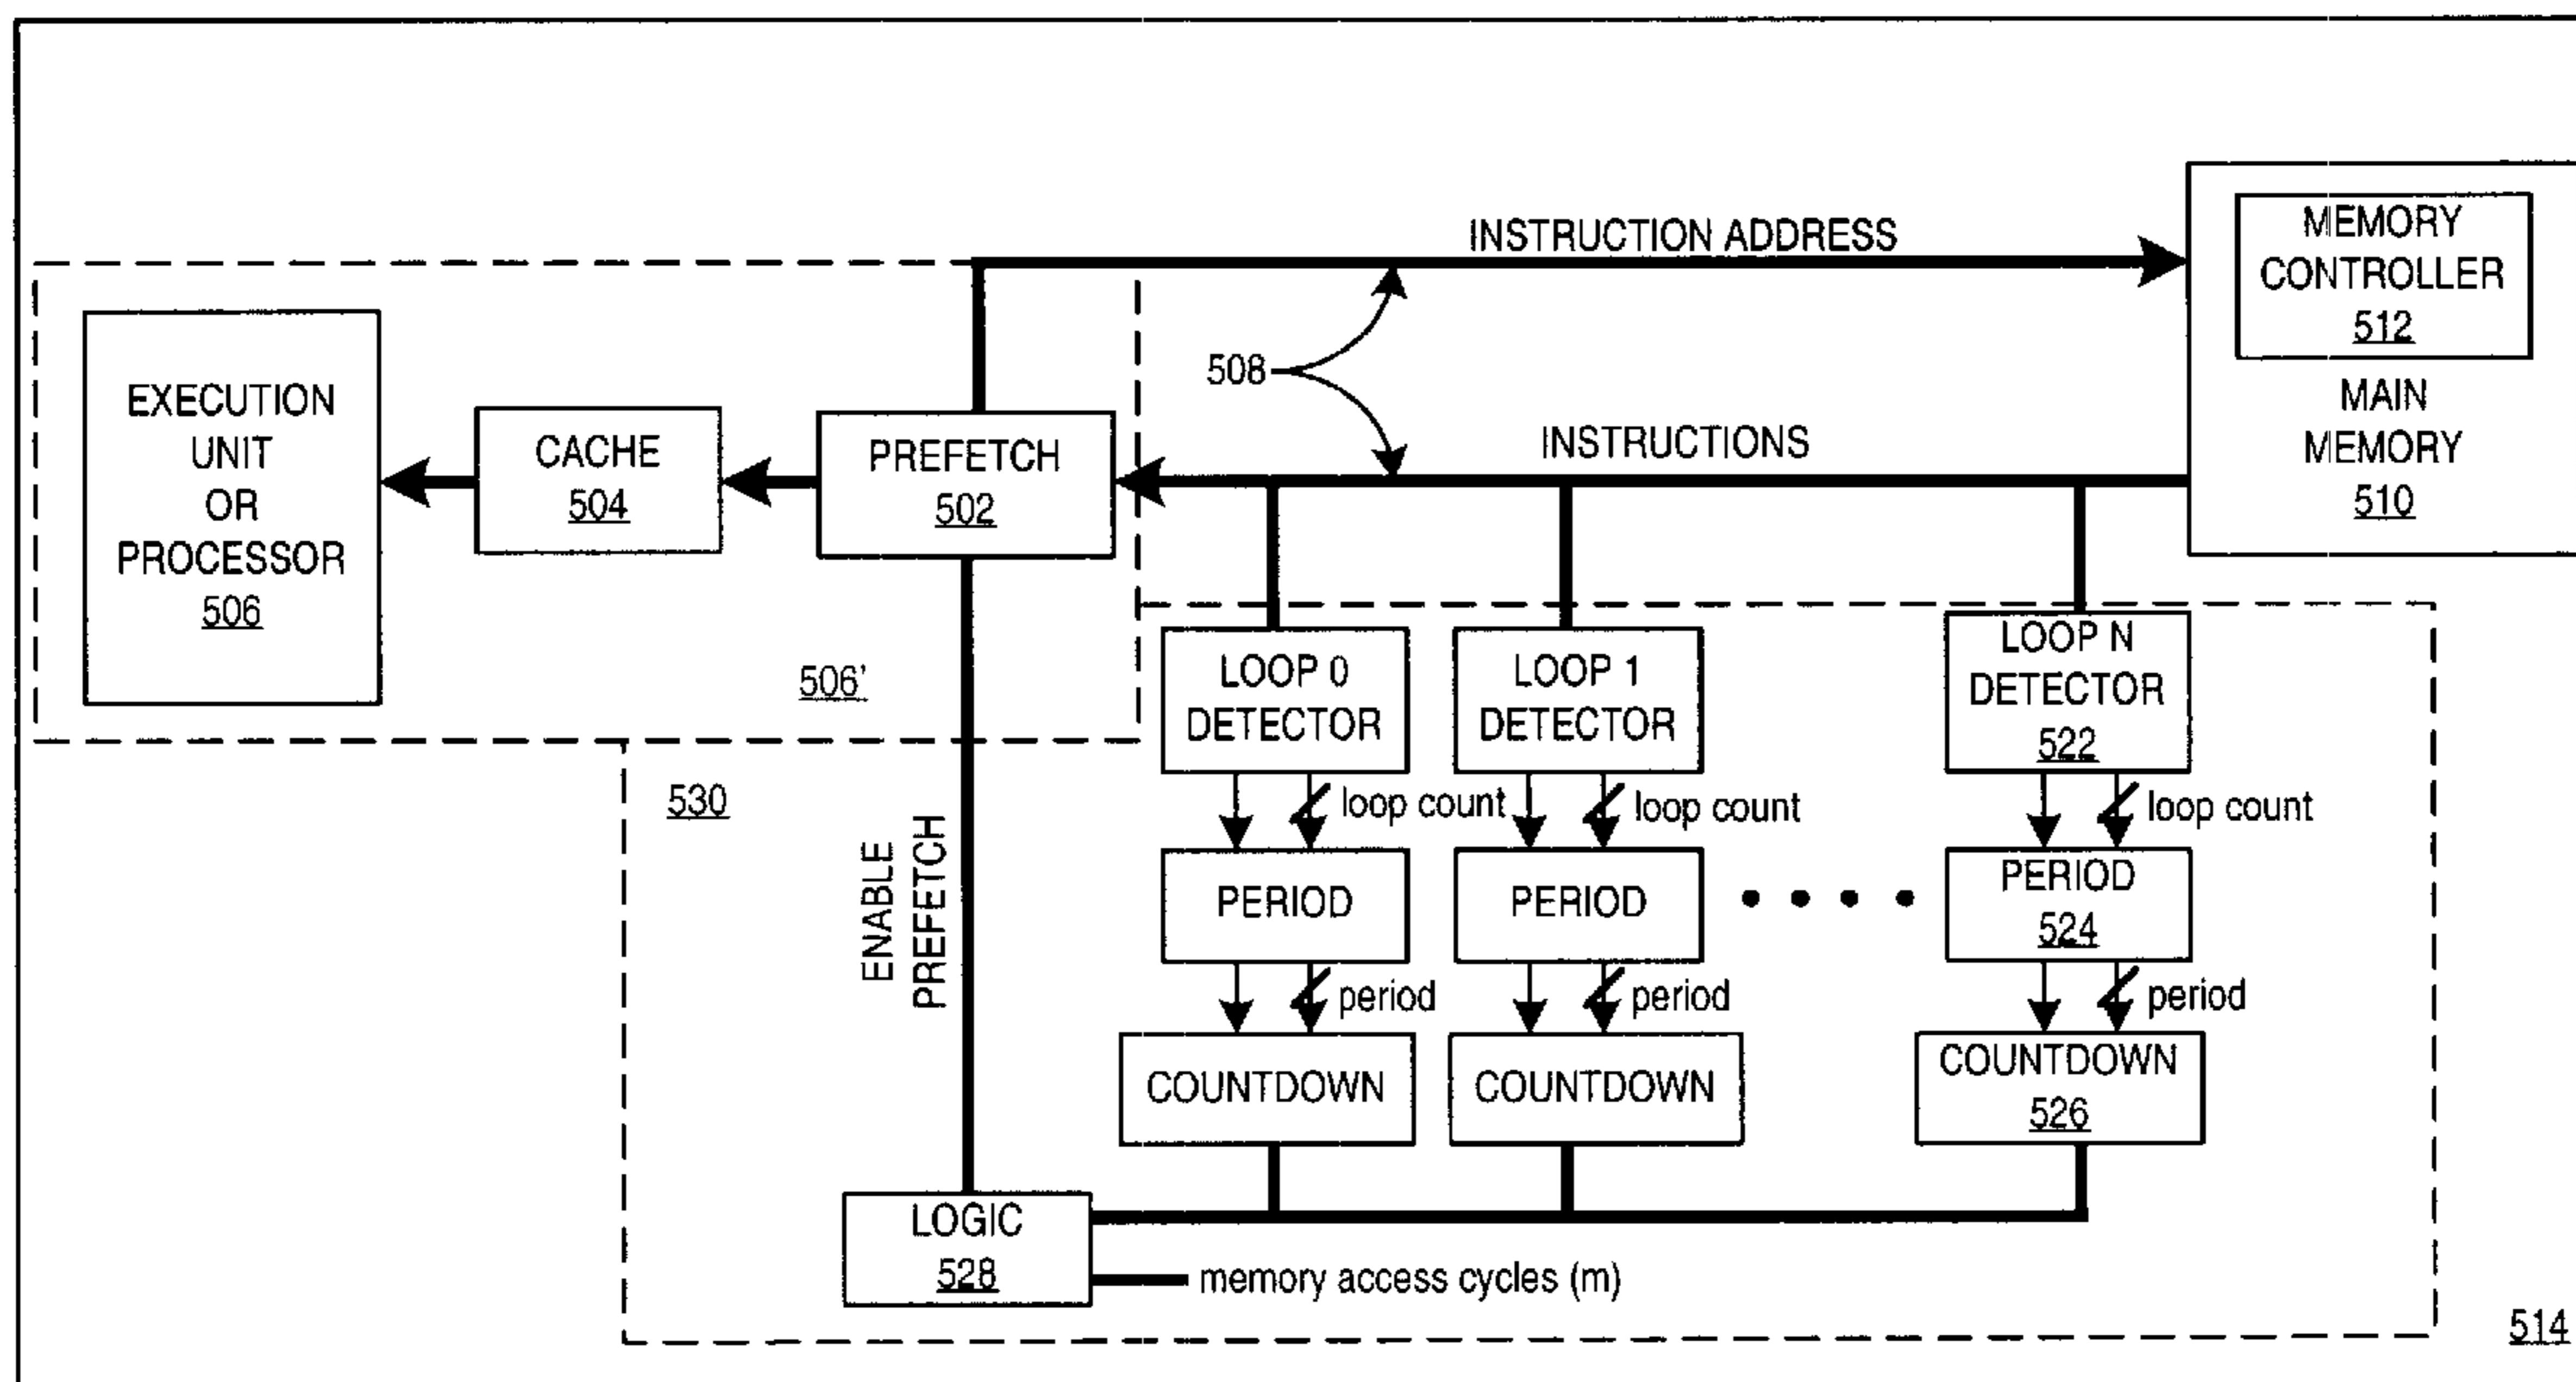 INSTRUCTION ADDRESS
MEMORY
CONTROLLER
512
MAIN
MEMORY
510
508
INSTRUCTIONS
EXECUTION
UNIT
OR
PROCESSOR
506
CACHE
504
PREFETCH
502
506'
530
ENABLE
PREFETCH
LOOP 0
DETECTOR
LOOP 1
DETECTOR
LOOP N
DETECTOR
522
loop count
loop count
loop count
PERIOD
PERIOD
PERIOD
524
period
period
period
COUNTDOWN
COUNTDOWN
COUNTDOWN
526
LOGIC
528
memory access cycles (m)
514